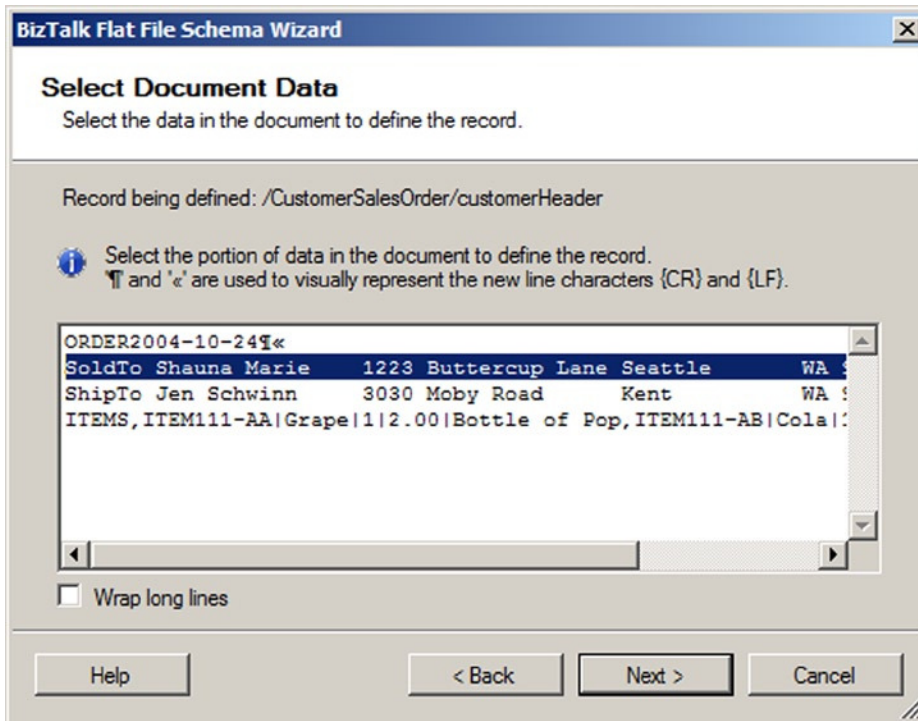 BizTalk Flat File Schema Wizard
Select Document Data
Select the data in the document to define the record.
Record being defined: /CustomerSalesOrder/customerHeader
Select the portion of data in the document to define the record.
'¶' and '«' are used to visually represent the new line characters {CR} and {LF}.
ORDER2004-10-24¶«
SoldTo Shauna Marie 1223 Buttercup Lane Seattle WA
ShipTo Jen Schwinn 3030 Moby Road Kent WA
ITEMS,ITEM111-AA|Grape|1|2.00|Bottle of Pop,ITEM111-AB|Cola|
Wrap long lines
Help
< Back
Next >
Cancel